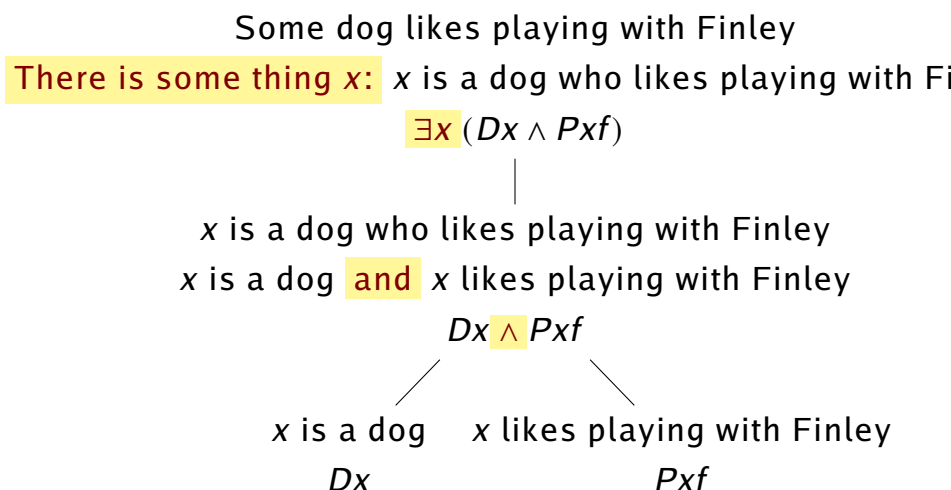 Some dog likes playing with Finley
There is some thing x: x is a dog who likes playing with Fi
∃x (Dx ∧ Pxf)
x is a dog who likes playing with Finley
x is a dog and x likes playing with Finley
Dx ∧ Pxf
x is a dog x likes playing with Finley
Dx Pxf